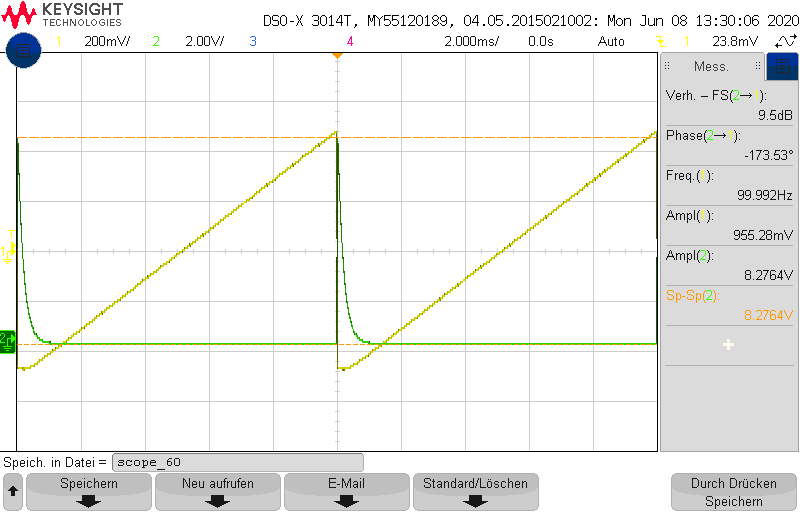 KEYSIGHT
TECHNOLOGIES
DSO-X 3014T, MY55120189, 04.05.2015021002: Mon Jun 08 13:30:06 2020
1 200mV/ 2 2.00V/ 3 4 2.000ms/ 0.0s Auto 1 23.8mV
Mess.
Verh. – FS(2→1):
9.5dB
Phase(2→1):
-173.53°
Freq.( ):
99.992Hz
Ampl( ):
955.28mV
Ampl(2):
8.2764V
Sp-Sp(2):
8.2764V
T
2
Speich. in Datei = scope_60
Speichern
Neu aufrufen
E-Mail
Standard/Löschen
Durch Drücken
Speichern